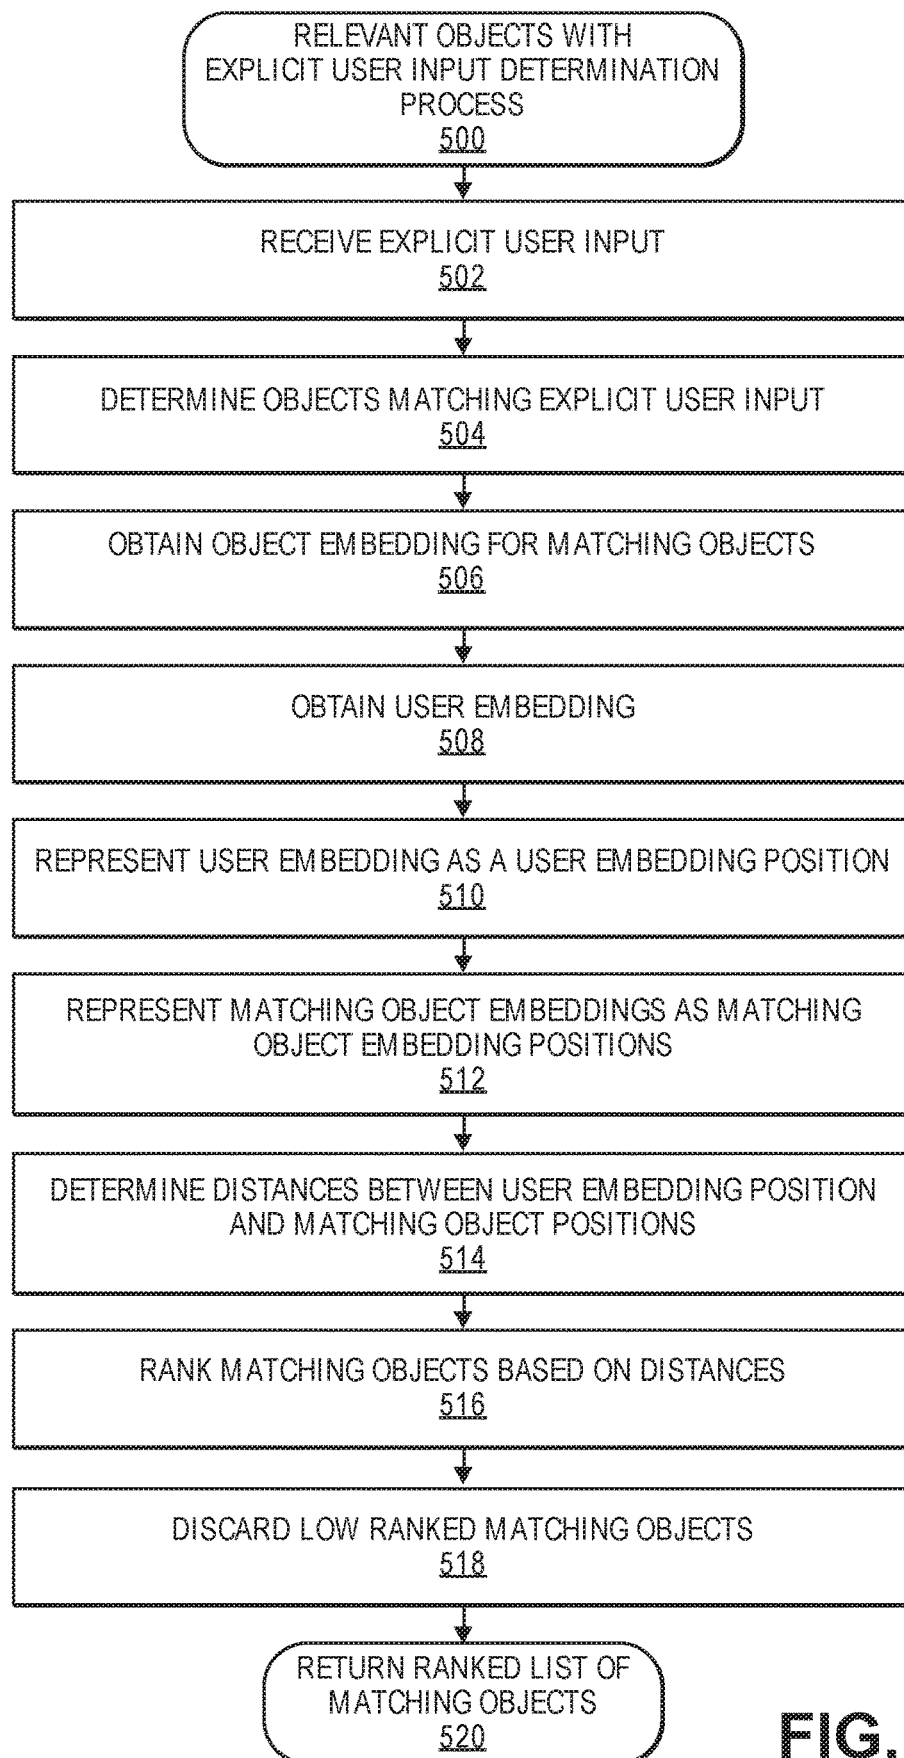 RELEVANT OBJECTS WITH
EXPLICIT USER INPUT DETERMINATION
PROCESS
500
RECEIVE EXPLICIT USER INPUT
502
DETERMINE OBJECTS MATCHING EXPLICIT USER INPUT
504
OBTAIN OBJECT EMBEDDING FOR MATCHING OBJECTS
506
OBTAIN USER EMBEDDING
508
REPRESENT USER EMBEDDING AS A USER EMBEDDING POSITION
510
REPRESENT MATCHING OBJECT EMBEDDINGS AS MATCHING
OBJECT EMBEDDING POSITIONS
512
DETERMINE DISTANCES BETWEEN USER EMBEDDING POSITION
AND MATCHING OBJECT POSITIONS
514
RANK MATCHING OBJECTS BASED ON DISTANCES
516
DISCARD LOW RANKED MATCHING OBJECTS
518
RETURN RANKED LIST OF
MATCHING OBJECTS
520
FIG.